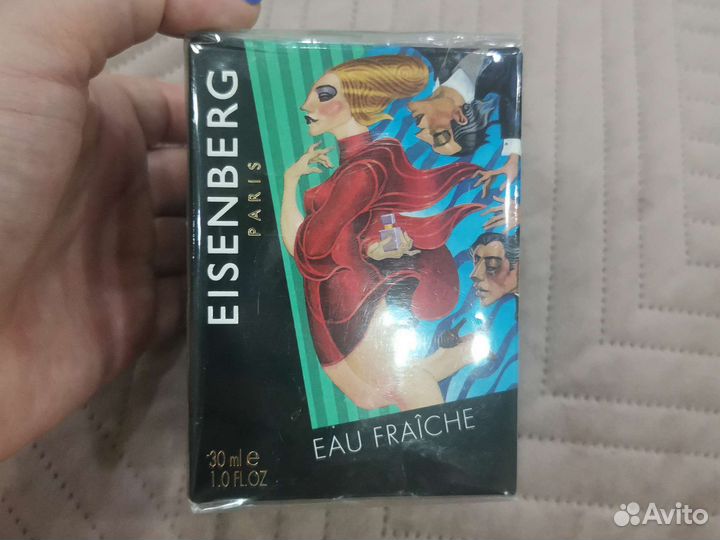 EISENBERG
PARIS
EAU FRAÎCHE
30 ml e
1.0 FL.OZ
Avito